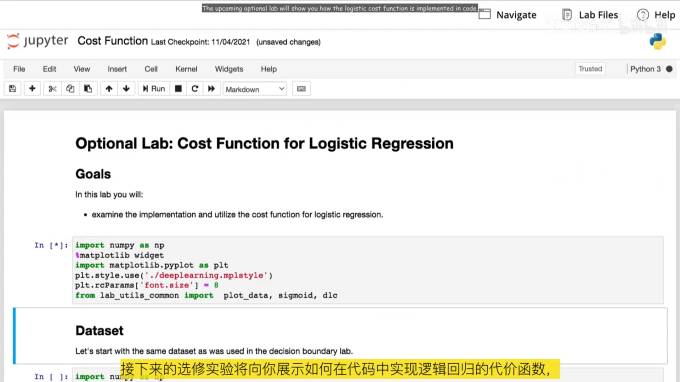 The upcoming optional lab will show you how the logistic cost function is implemented in code,
Navigate Lab Files Help
jupyter Cost Function Last Checkpoint: 11/04/2021 (unsaved changes)
File Edit View Insert Cell Kernel Widgets Help Trusted Python 3
Run Markdown
Optional Lab: Cost Function for Logistic Regression
Goals
In this lab you will:
• examine the implementation and utilize the cost function for logistic regression.
In [*]: import numpy as np
%matplotlib widget
import matplotlib.pyplot as plt
plt.style.use('./deeplearning.mplstyle')
plt.rcParams['font.size'] = 8
from lab_utils_common import plot_data, sigmoid, dlc
Dataset
Let's start with the same dataset as was used in the decision boundary lab.
接下来的选修实验将向你展示如何在代码中实现逻辑回归的代价函数，
In [*]: